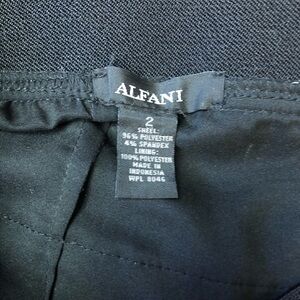 ALFANI
2
SHELL:
96% POLYESTER
4% SPANDEX
LINING:
100% POLYESTER
MADE IN
INDONESIA
WPL 8046